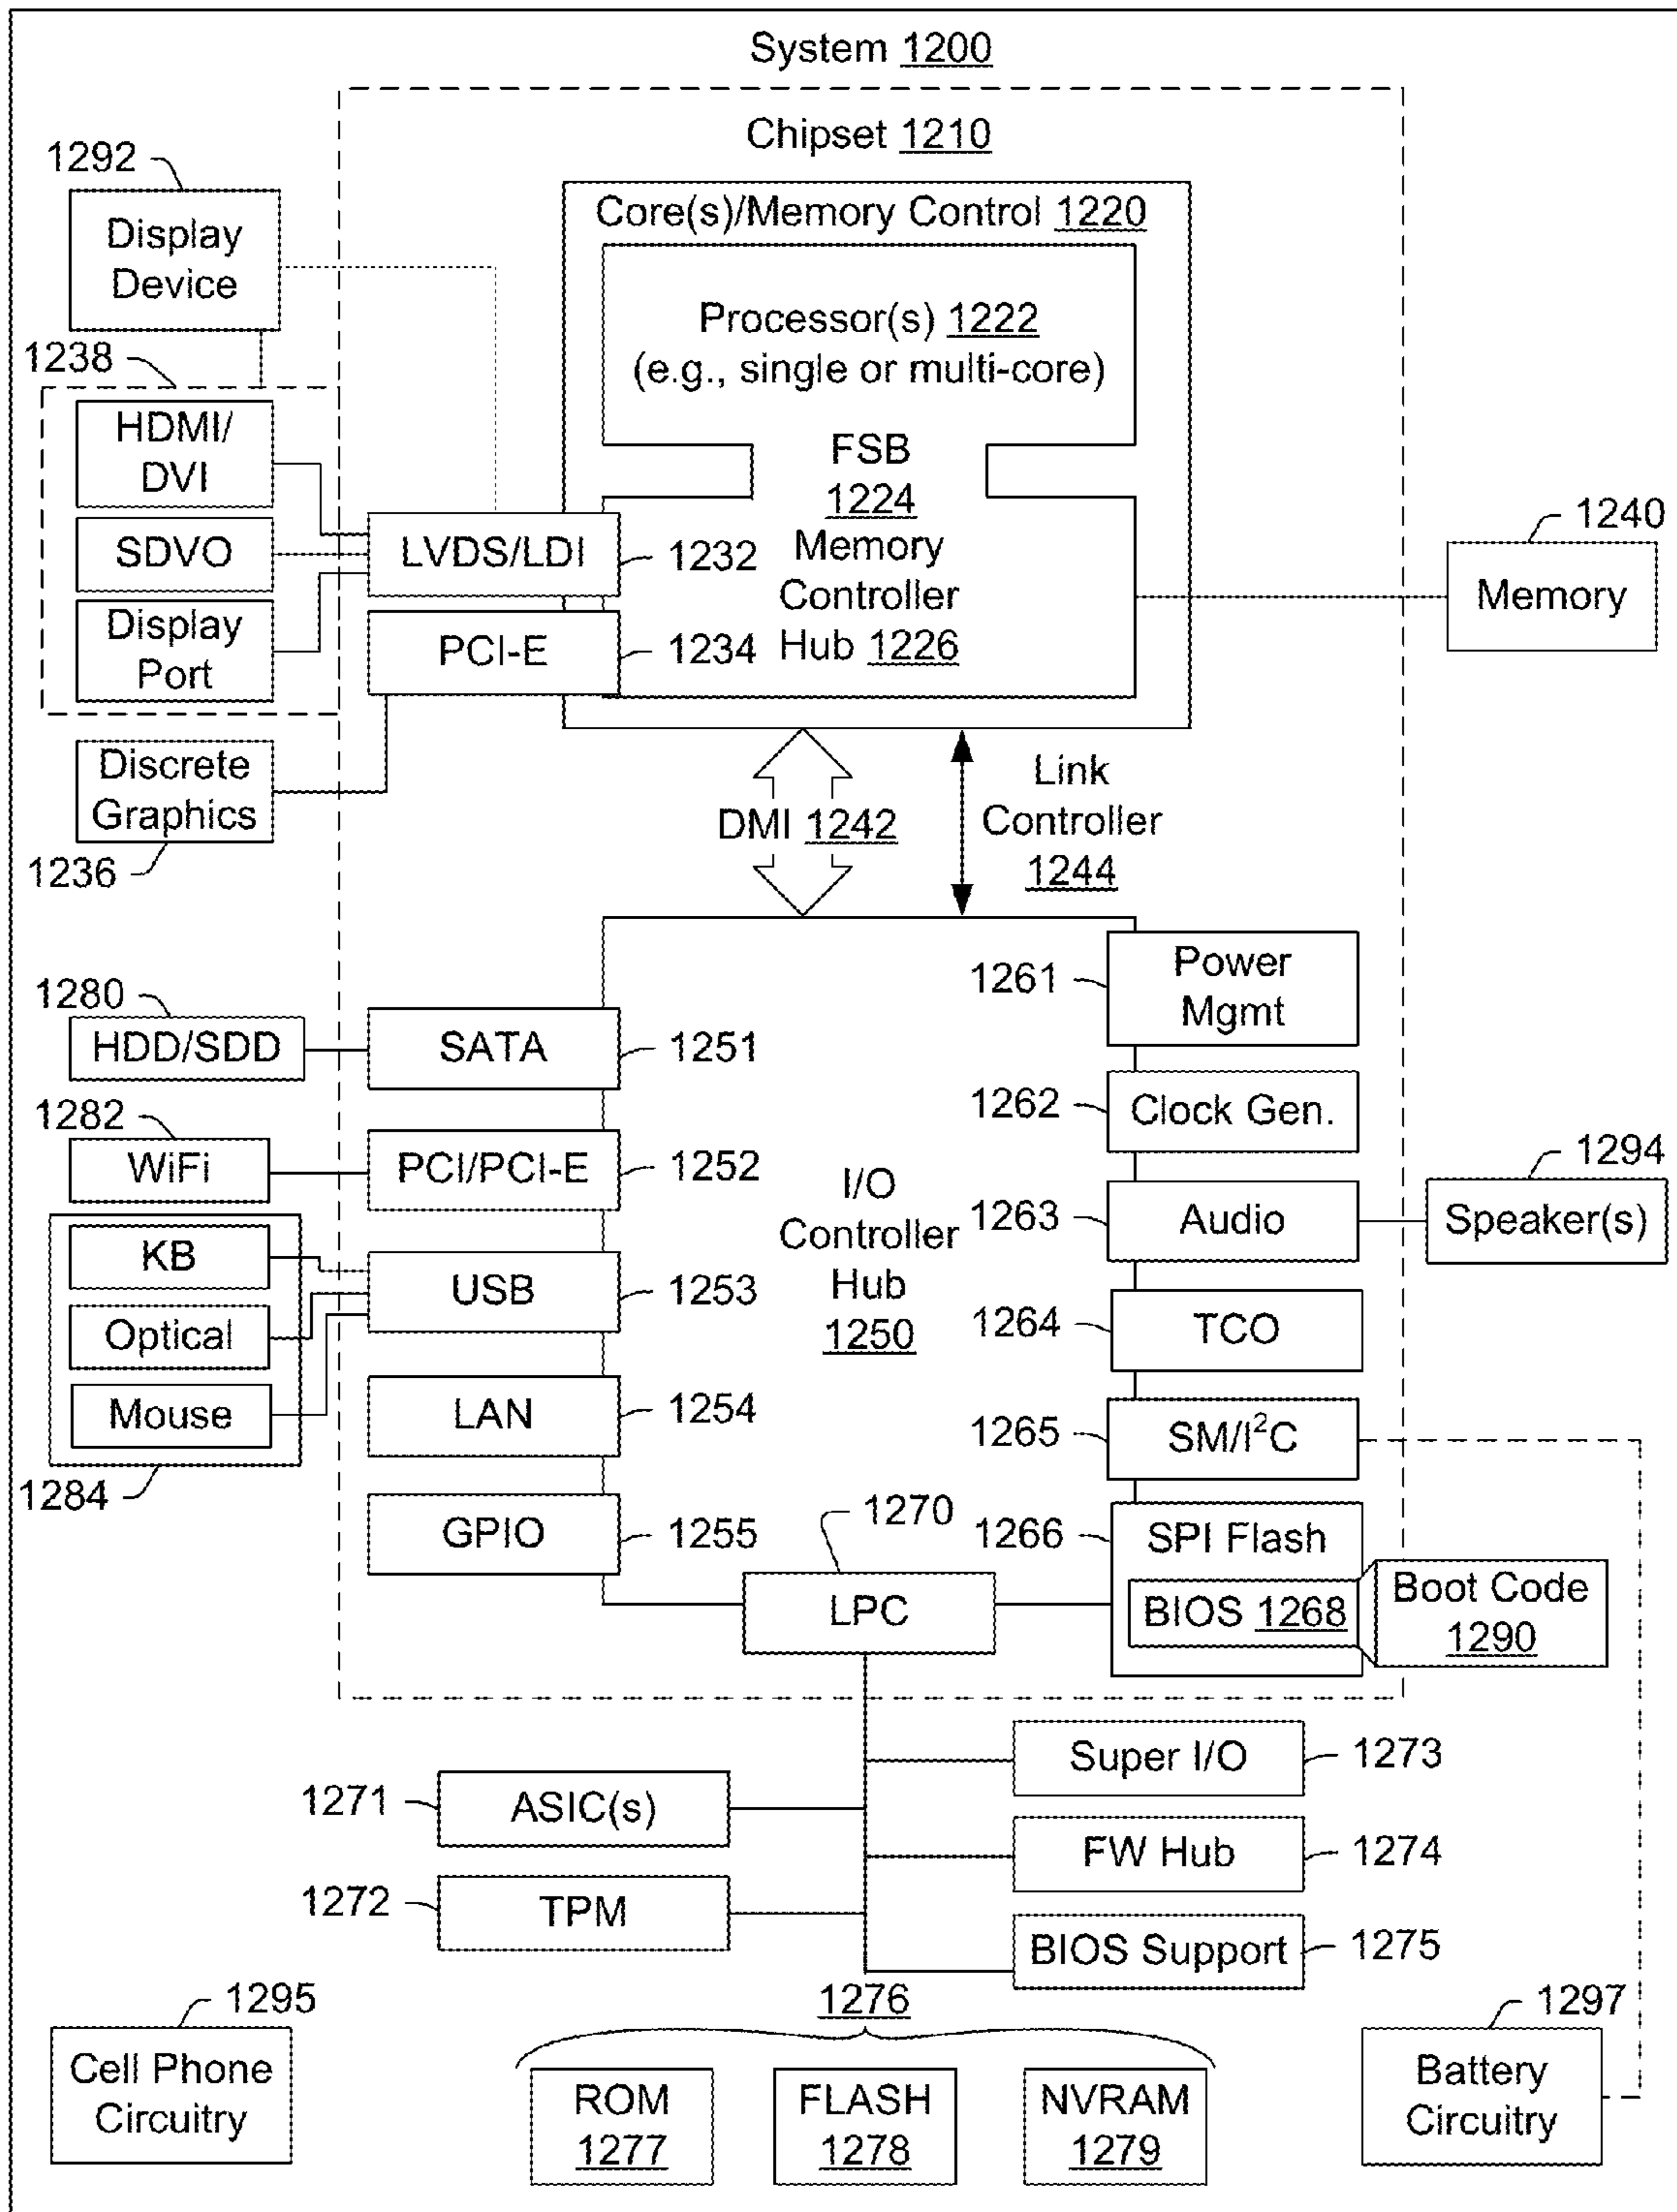 System 1200
Chipset 1210
1292
Display
Device
Core(s)/Memory Control 1220
Processor(s) 1222
(e.g., single or multi-core)
FSB
1224
Memory
Controller
Hub 1226
1238
HDMI/
DVI
SDVO
Display
Port
LVDS/LDI
1232
PCI-E
1234
1240
Memory
Discrete
Graphics
1236
DMI 1242
Link
Controller
1244
1280
HDD/SDD
SATA
1251
1282
WiFi
PCI/PCI-E
1252
KB
Optical
Mouse
1284
USB
1253
LAN
1254
GPIO
1255
I/O
Controller
Hub
1250
1261
Power
Mgmt
1262
Clock Gen.
1263
Audio
1294
Speaker(s)
1264
TCO
1265
SM/I²C
1266
SPI Flash
BIOS 1268
Boot Code
1290
1270
LPC
1271
ASIC(s)
1272
TPM
Super I/O
1273
FW Hub
1274
BIOS Support
1275
1295
Cell Phone
Circuitry
1276
ROM
1277
FLASH
1278
NVRAM
1279
1297
Battery
Circuitry